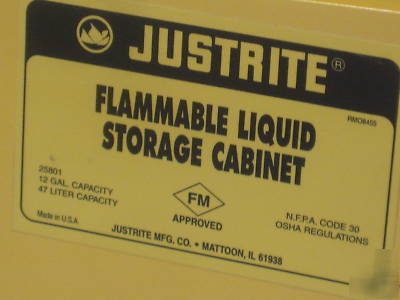 JUSTRITE®
RMO8455
FLAMMABLE LIQUID
STORAGE CABINET
25801
12 GAL. CAPACITY
47 LITER CAPACITY
FM
APPROVED
N.F.P.A. CODE 30
OSHA REGULATIONS
Made in U.S.A.
JUSTRITE MFG. CO. • MATTOON, IL 61938